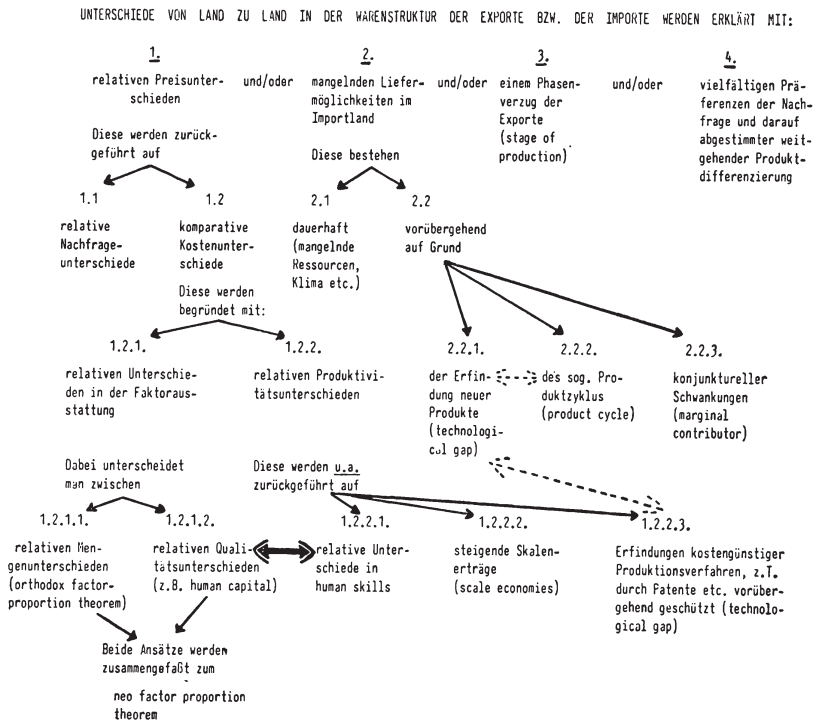 UNTERSCHIEDE VON LAND ZU LAND IN DER WARENSTRUKTUR DER EXPORTE BZW. DER IMPORTE WERDEN ERKLÄRT MIT:
1.
relativen Preisunter-
schieden
und/oder
2.
mangelnden Liefer-
möglichkeiten im
Importland
und/oder
3.
einem Phasen-
verzug der
Exporte
(stage of
production)
und/oder
4.
vielfältigen Prä-
ferenzen der Nach-
frage und darauf
abgestimmter weit-
gehender Produkt-
differenzierung
Diese werden zurück-
geführt auf
Diese bestehen
1.1
relative
Nachfrage-
unterschiede
1.2
komparative
Kostenunter-
schiede
2.1
dauerhaft
(mangelnde
Ressourcen,
Klima etc.)
2.2
vorübergehend
auf Grund
Diese werden
begründet mit:
1.2.1.
relativen Unterschie-
den in der Faktoraus-
stattung
1.2.2.
relativen Produktivi-
tätsunterschieden
2.2.1.
der Erfin-
dung neuer
Produkte
(technologi-
cal gap)
2.2.2.
des sog. Pro-
duktzyklus
(product cycle)
2.2.3.
konjunktureller
Schwankungen
(marginal
contributor)
Dabei unterscheidet
man zwischen
Diese werden u.a.
zurückgeführt auf
1.2.1.1.
relativen Men-
genunterschieden
(orthodox factor-
proportion theorem)
1.2.1.2.
relativen Quali-
tätsunterschieden
(z.B. human capital)
1.2.2.1.
relative Unter-
schiede in
human skills
1.2.2.2.
steigende Skalen-
erträge
(scale economies)
1.2.2.3.
Erfindungen kostengünstiger
Produktionsverfahren, z.T.
durch Patente etc. vorüber-
gehend geschützt (technolo-
gical gap)
Beide Ansätze werden
zusammengefaßt zum
neo factor proportion
theorem